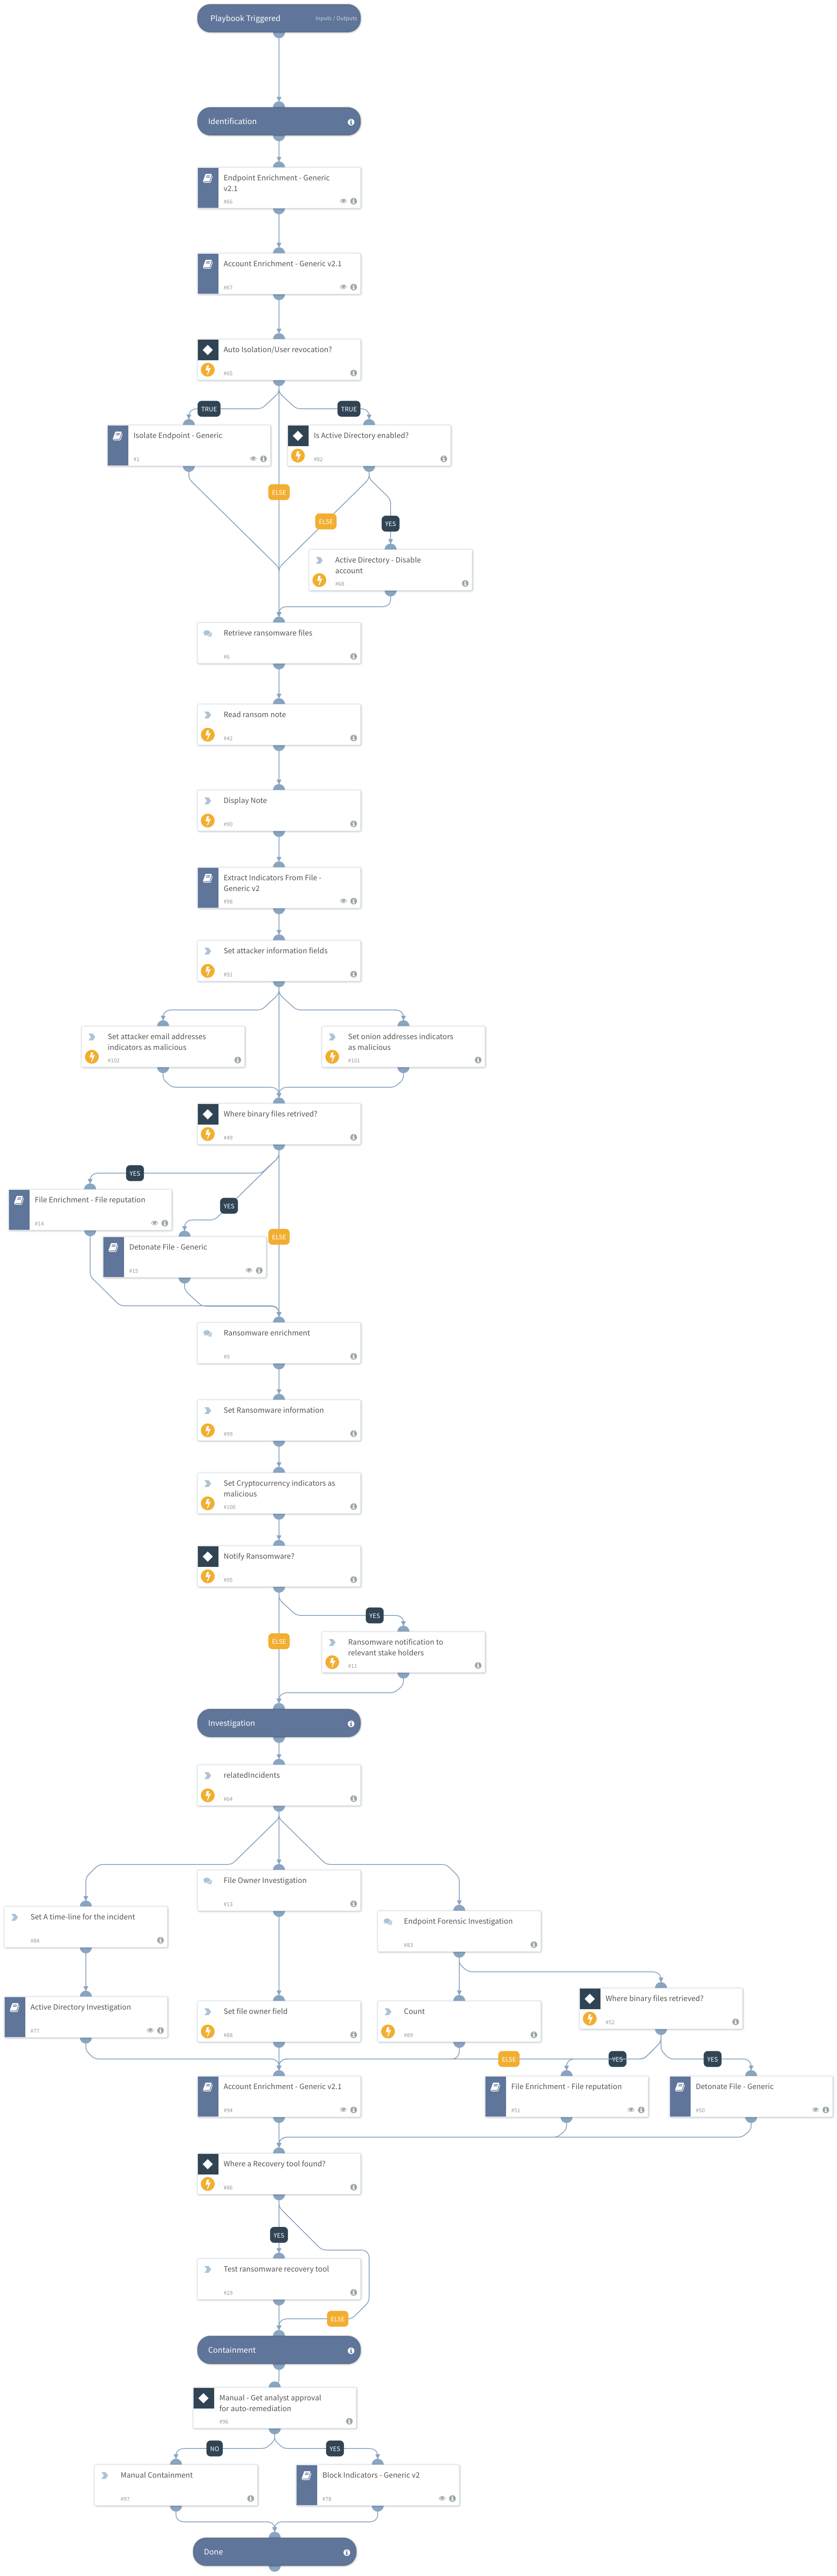 Playbook Triggered
Inputs / Outputs
Identification
Endpoint Enrichment - Generic
v2.1
#66
Account Enrichment - Generic v2.1
#67
Auto Isolation/User revocation?
#65
TRUE
TRUE
Isolate Endpoint - Generic
#1
Is Active Directory enabled?
#92
ELSE
ELSE
YES
Active Directory - Disable
account
#68
Retrieve ransomware files
#6
Read ransom note
#42
Display Note
#90
Extract Indicators From File -
Generic v2
#98
Set attacker information fields
#91
Set attacker email addresses
indicators as malicious
#102
Set onion addresses indicators
as malicious
#101
Where binary files retrived?
#49
YES
File Enrichment - File reputation
#14
YES
ELSE
Detonate File - Generic
#15
Ransomware enrichment
#9
Set Ransomware information
#99
Set Cryptocurrency indicators as
malicious
#100
Notify Ransomware?
#95
YES
ELSE
Ransomware notification to
relevant stake holders
#11
Investigation
relatedIncidents
#64
File Owner Investigation
#13
Set A time-line for the incident
#84
Endpoint Forensic Investigation
#83
Active Directory Investigation
#77
Set file owner field
#88
Count
#89
Where binary files retrieved?
#52
ELSE
YES
YES
Account Enrichment - Generic v2.1
#94
File Enrichment - File reputation
#51
Detonate File - Generic
#50
Where a Recovery tool found?
#86
YES
Test ransomware recovery tool
#29
ELSE
Containment
Manual - Get analyst approval
for auto-remediation
#96
NO
YES
Manual Containment
#97
Block Indicators - Generic v2
#78
Done